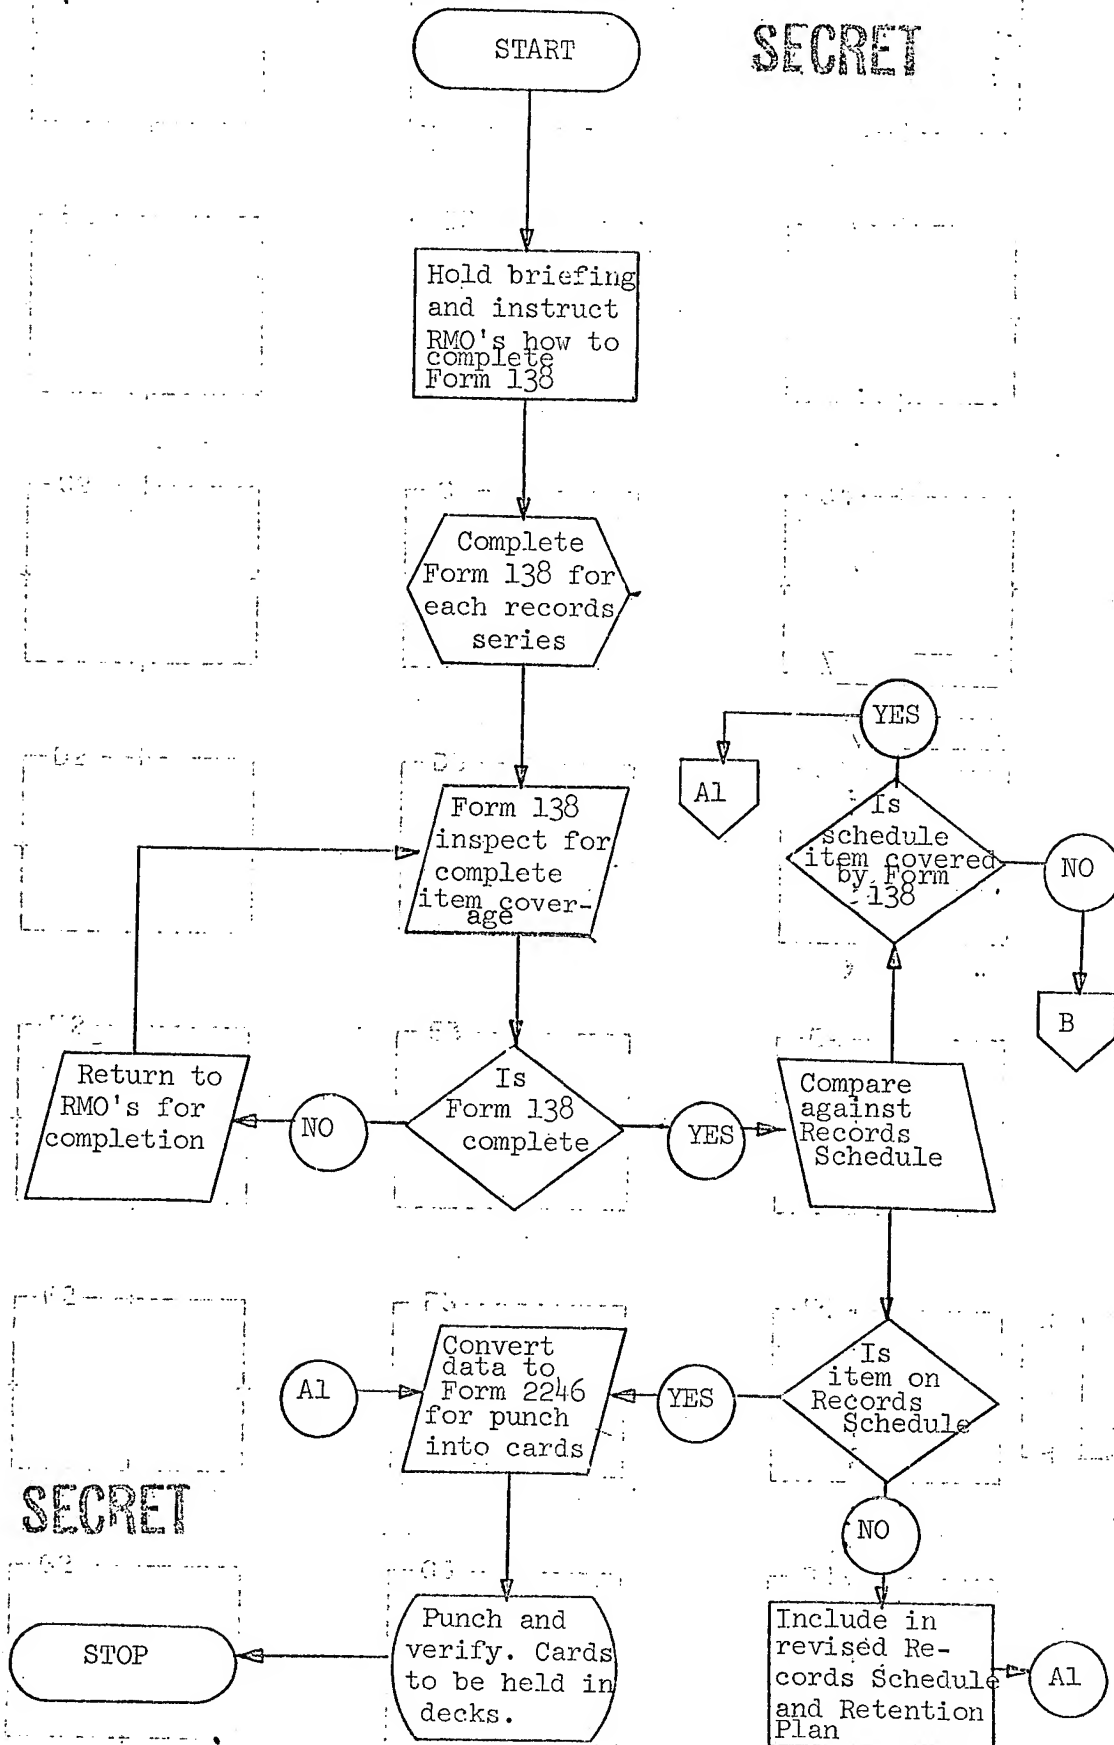 START
SECRET
Hold briefing
and instruct
RMO's how to
complete
Form 138
Complete
Form 138 for
each records
series
YES
A1
Is
schedule
item covered
by Form
138
NO
B
Form 138
inspect for
complete
item cover-
age
Return to
RMO's for
completion
NO
Is
Form 138
complete
YES
Compare
against
Records
Schedule
A1
Convert
data to
Form 2246
for punch
into cards
YES
Is
item on
Records
Schedule
SECRET
NO
STOP
Punch and
verify. Cards
to be held in
decks.
Include in
revised Re-
cords Schedule
and Retention
Plan
A1